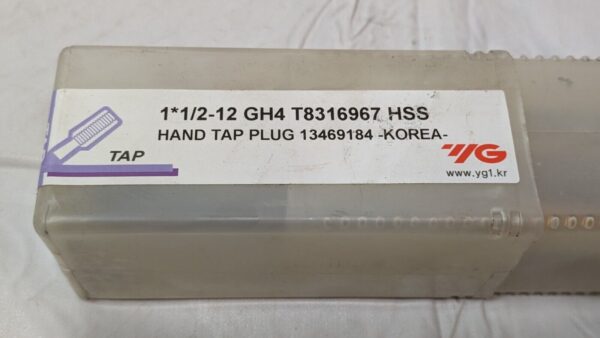 1*1/2-12 GH4 T8316967 HSS
HAND TAP PLUG 13469184 -KOREA-
TAP
YG
www.yg1.kr